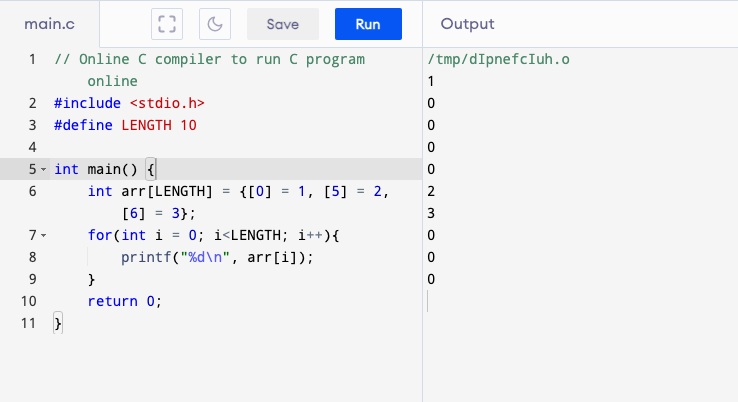 main.c
Save
Run
Output
1 // Online C compiler to run C program
online
2 #include <stdio.h>
3 #define LENGTH 10
4
5 int main() {
6 int arr[LENGTH] = {[0] = 1, [5] = 2,
[6] = 3};
7 for(int i = 0; i<LENGTH; i++){
8 printf("%d\n", arr[i]);
9 }
10 return 0;
11 }
/tmp/dIpnefcIuh.o
1
0
0
0
0
2
3
0
0
0